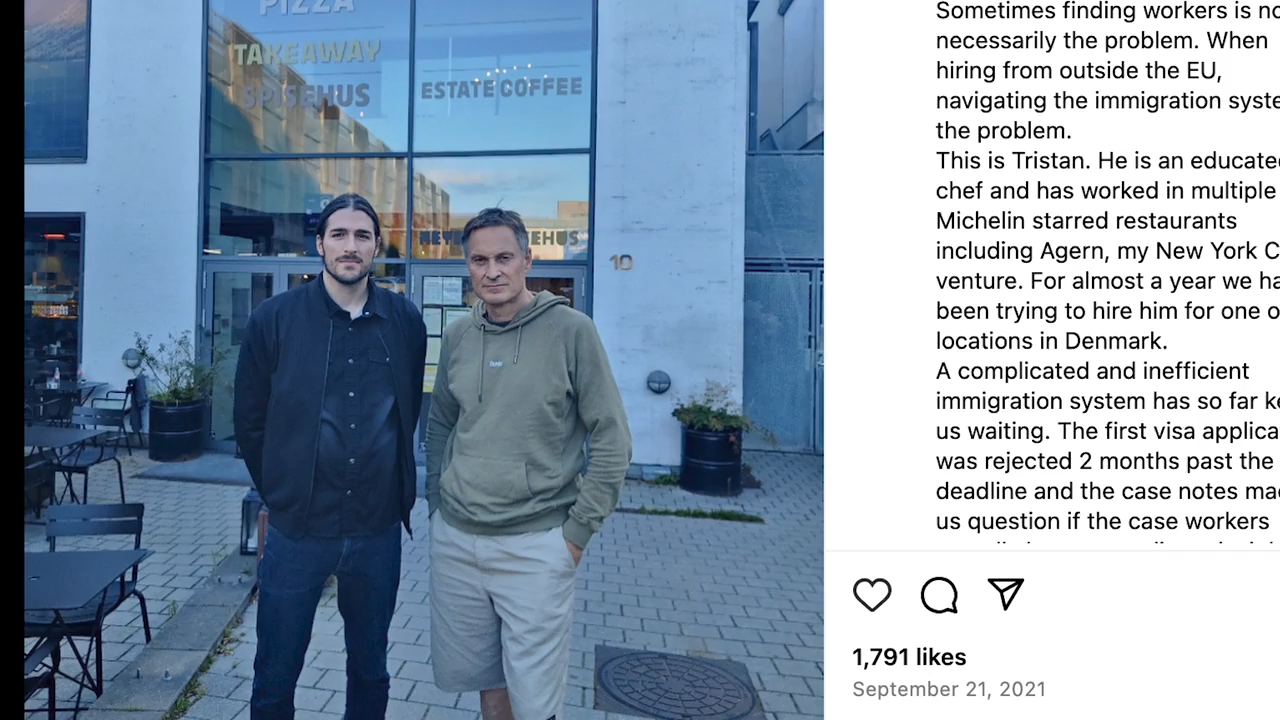 PIZZA
TAKEAWAY
SPISEHUS
ESTATE COFFEE
10
Sometimes finding workers is no
necessarily the problem. When
hiring from outside the EU,
navigating the immigration syste
the problem.
This is Tristan. He is an educated
chef and has worked in multiple
Michelin starred restaurants
including Agern, my New York C
venture. For almost a year we ha
been trying to hire him for one o
locations in Denmark.
A complicated and inefficient
immigration system has so far ke
us waiting. The first visa applica
was rejected 2 months past the
deadline and the case notes ma
us question if the case workers
1,791 likes
September 21, 2021